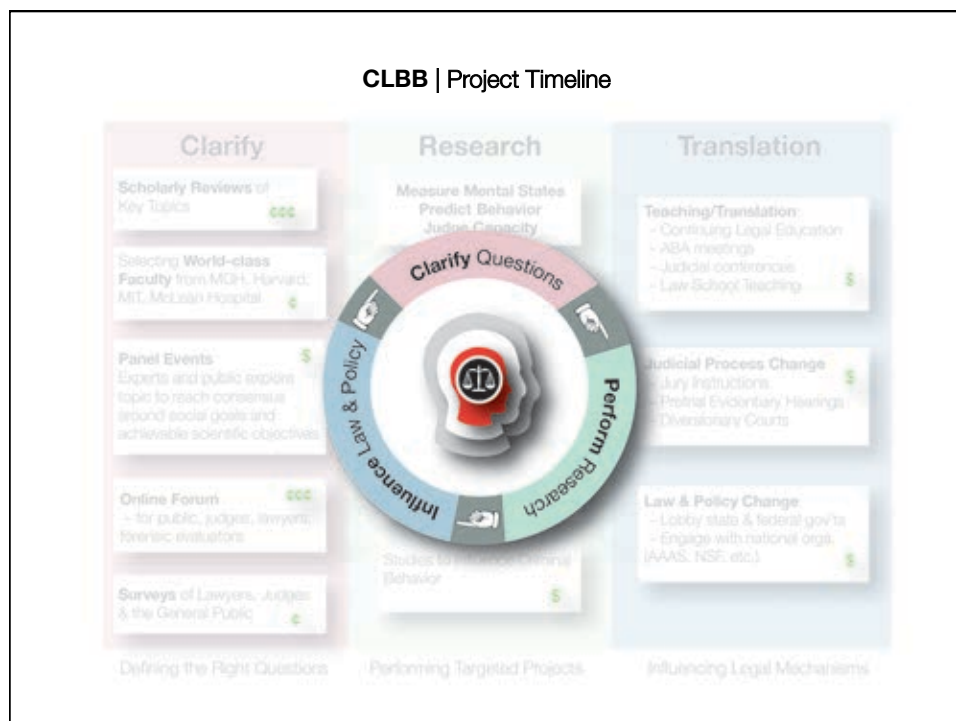 CLBB | Project Timeline
Clarify
Scholarly Reviews of
Key Topics
¢¢¢
Selecting World-class
Faculty from MGH, Harvard,
MIT, McLean Hospital
¢
Panel Events
$
Experts and public explore
topic to reach consensus
around social goals and
achievable scientific objectives
Online Forum
¢¢¢
- for public, judges, lawyers,
forensic evaluators
Surveys of Lawyers, Judges
& the General Public
¢
Defining the Right Questions
Research
Measure Mental States
Predict Behavior
Judge Capacity
Clarify Questions
Perform Research
Influence Law & Policy
Behavior
$
Performing Targeted Projects
Translation
Teaching/Translation
- Continuing Legal Education
- ABA meetings
- Judicial conferences
- Law School Teaching
$
Judicial Process Change
- Jury Instructions
- Pretrial Evidentiary Hearings
- Diversionary Courts
Law & Policy Change
- Lobby state & federal gov'ts
- Engage with national orgs.
(AAAS, NSF, etc.)
$
Influencing Legal Mechanisms